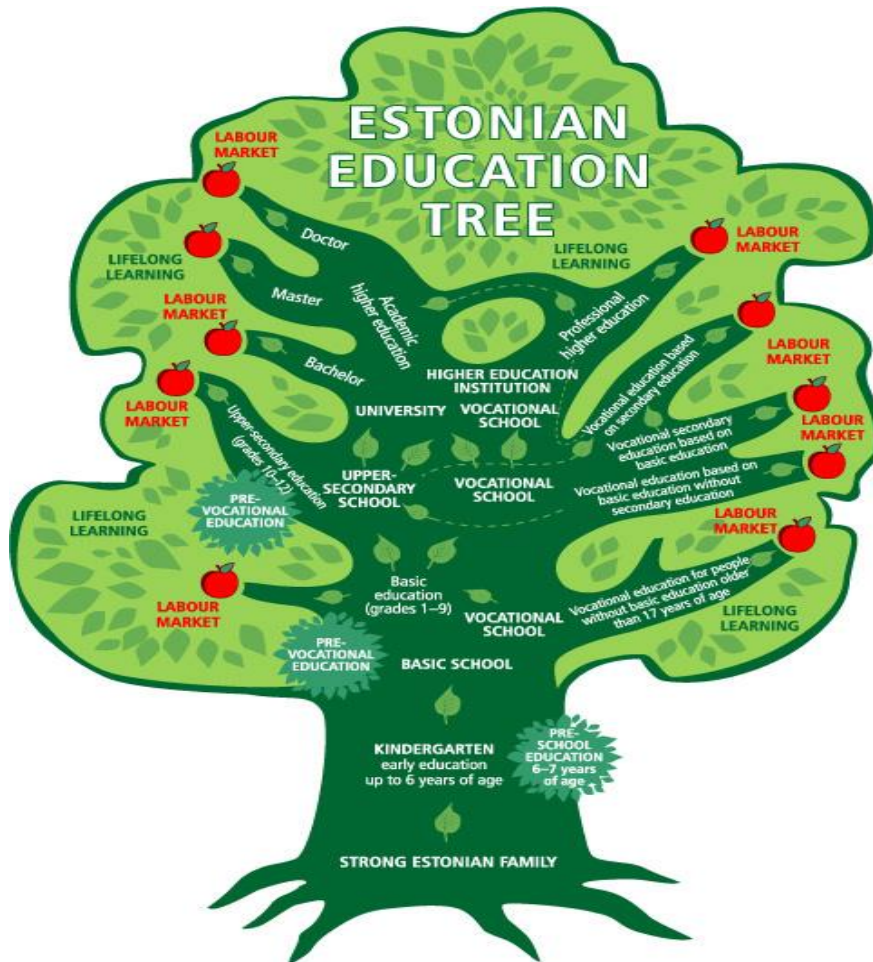 ESTONIAN
EDUCATION
TREE
LABOUR
MARKET
Doctor
LIFELONG
LEARNING
Master
Academic
higher education
LIFELONG
LEARNING
LABOUR
MARKET
Professional
higher education
LABOUR
MARKET
Bachelor
HIGHER EDUCATION
INSTITUTION
UNIVERSITY
VOCATIONAL
SCHOOL
Vocational education based
on secondary education
LABOUR
MARKET
LABOUR
MARKET
Upper-secondary education
(grades 10–12)
UPPER-
SECONDARY
SCHOOL
VOCATIONAL
SCHOOL
Vocational secondary
education based on
basic education
LABOUR
MARKET
Vocational education based on
basic education without
secondary education
PRE-
VOCATIONAL
EDUCATION
LIFELONG
LEARNING
LABOUR
MARKET
Basic
education
(grades 1–9)
LABOUR
MARKET
VOCATIONAL
SCHOOL
Vocational education for people
without basic education older
than 17 years of age
LIFELONG
LEARNING
PRE-
VOCATIONAL
EDUCATION
BASIC SCHOOL
KINDERGARTEN
early education
up to 6 years of age
PRE-
SCHOOL
EDUCATION
6–7 years
of age
STRONG ESTONIAN FAMILY